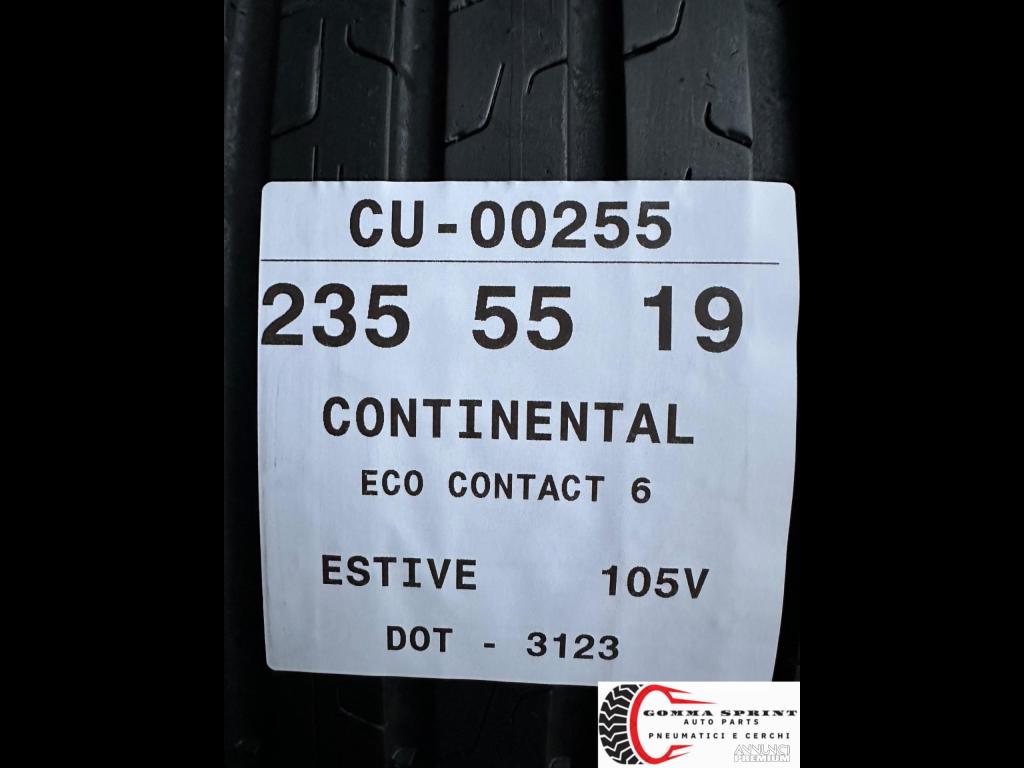 CU-00255
235 55 19
CONTINENTAL
ECO CONTACT 6
ESTIVE 105V
DOT - 3123
GOMMA SPRINT
AUTO PARTS
PNEUMATICI E CERCHI
ANNUNCI
PREMIUM